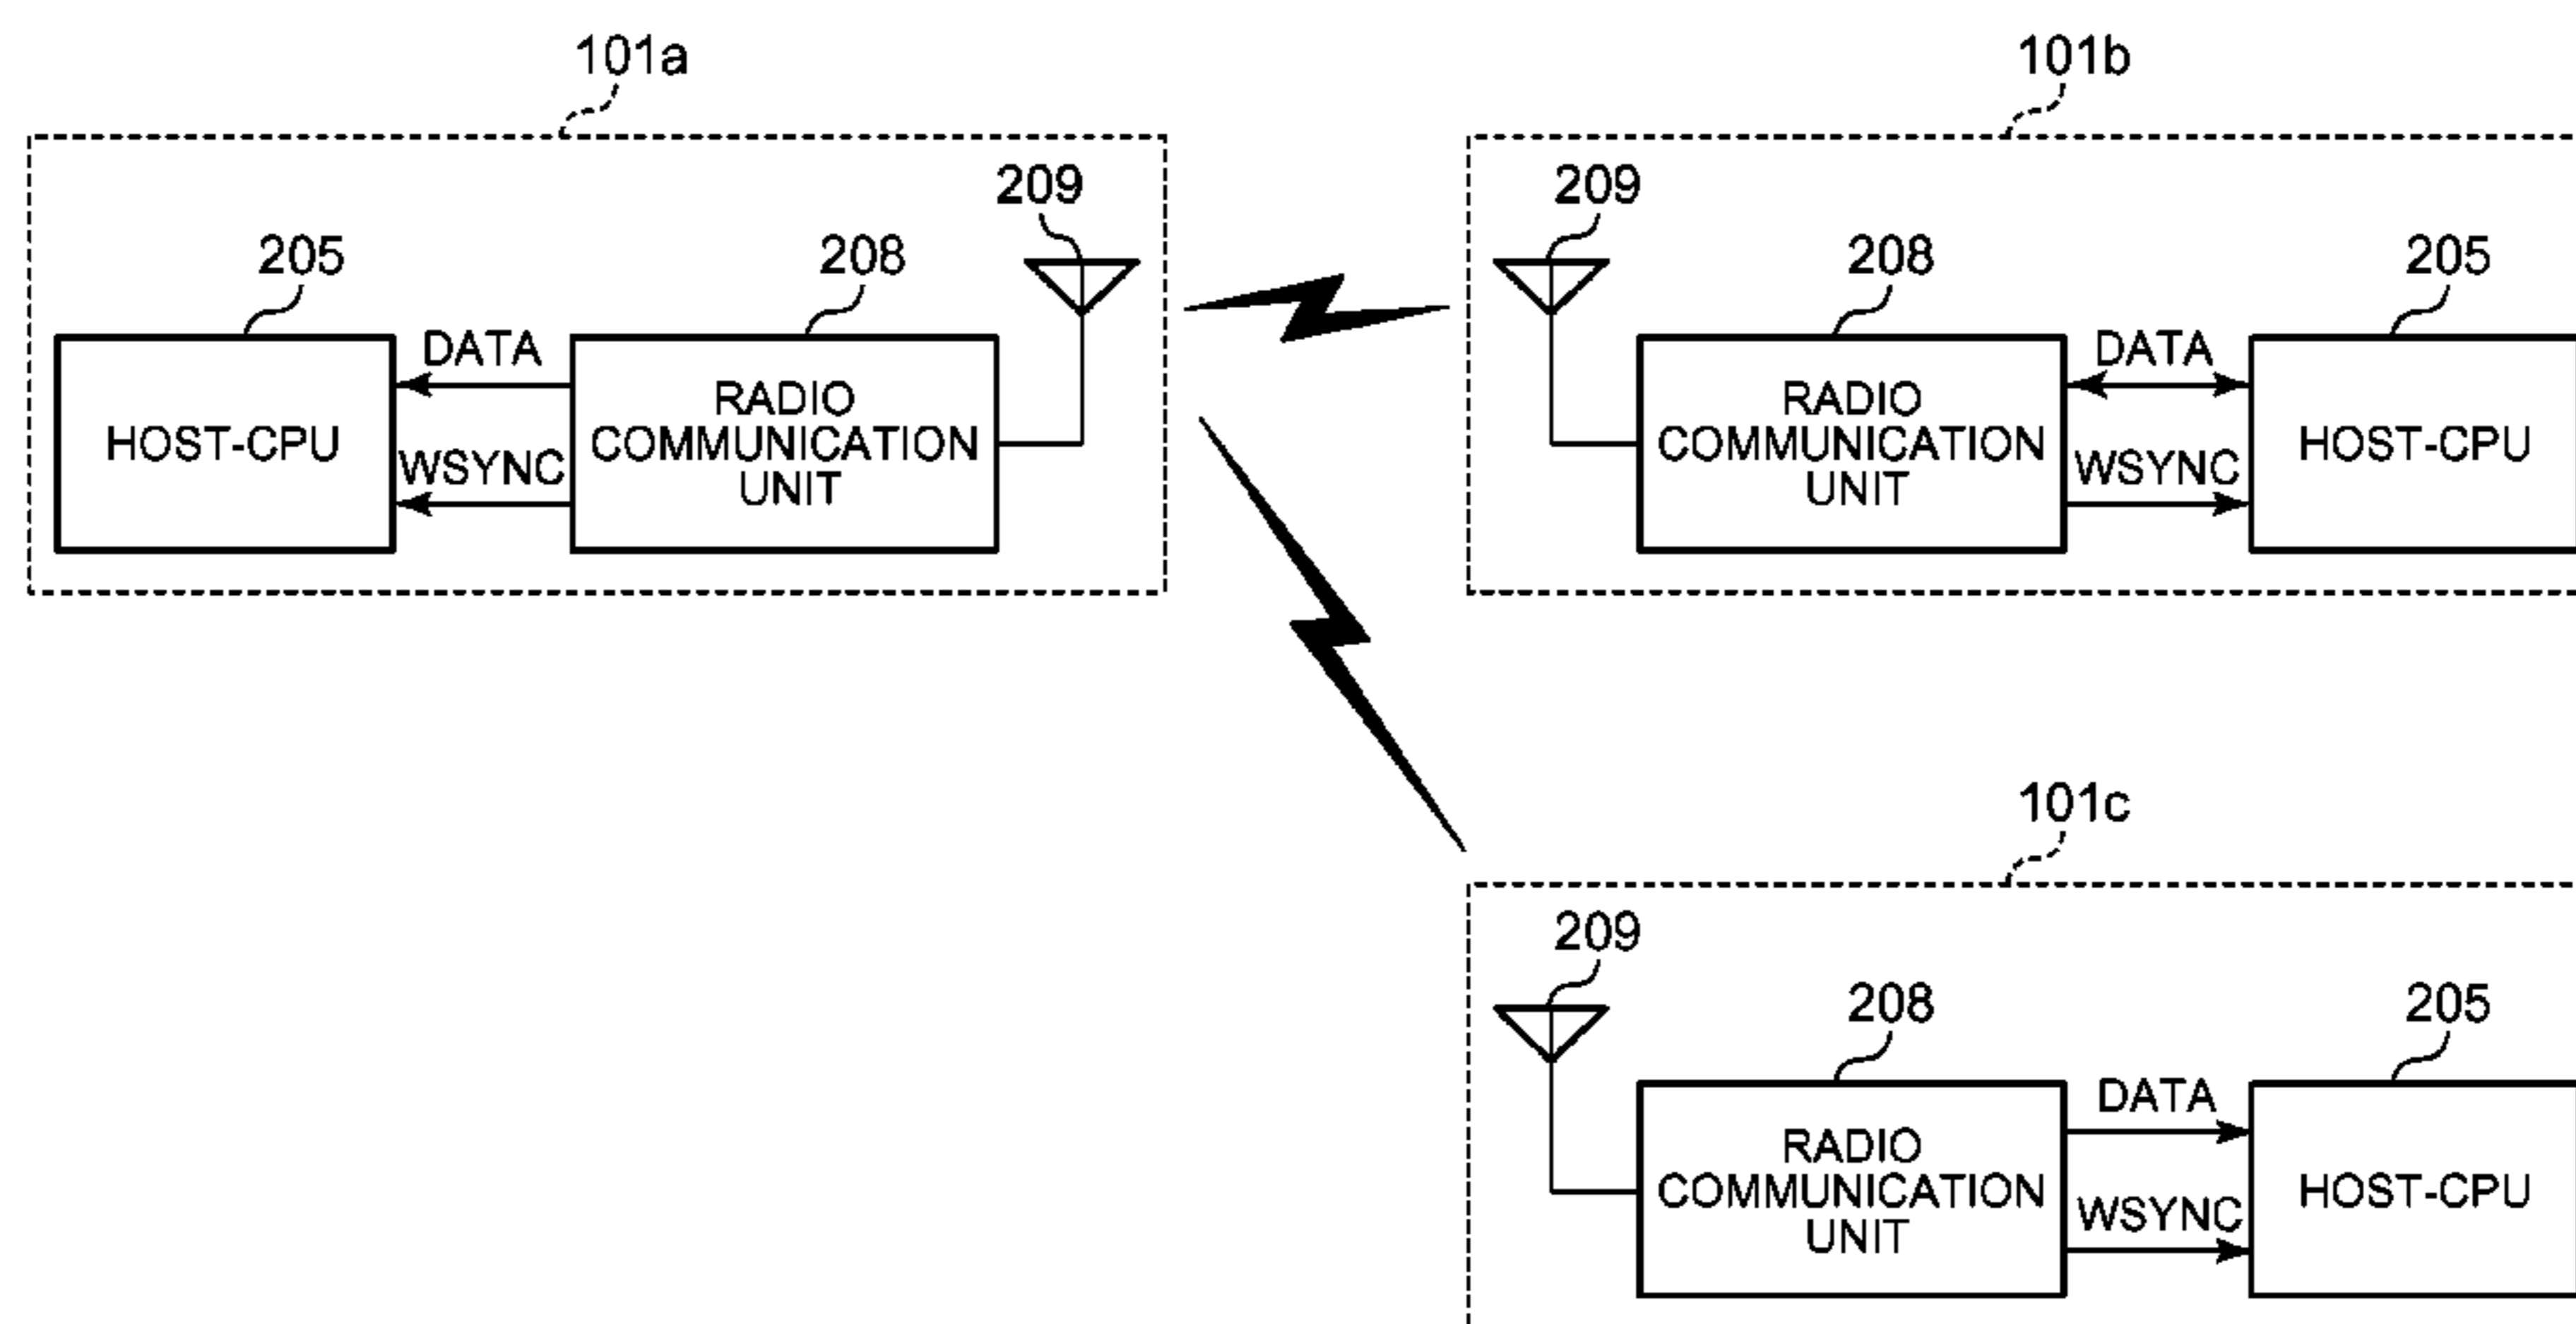 101a
101b
209
209
205
208
208
205
DATA
DATA
HOST-CPU
RADIO
COMMUNICATION
UNIT
RADIO
COMMUNICATION
UNIT
HOST-CPU
WSYNC
WSYNC
101c
209
208
205
DATA
RADIO
COMMUNICATION
UNIT
HOST-CPU
WSYNC